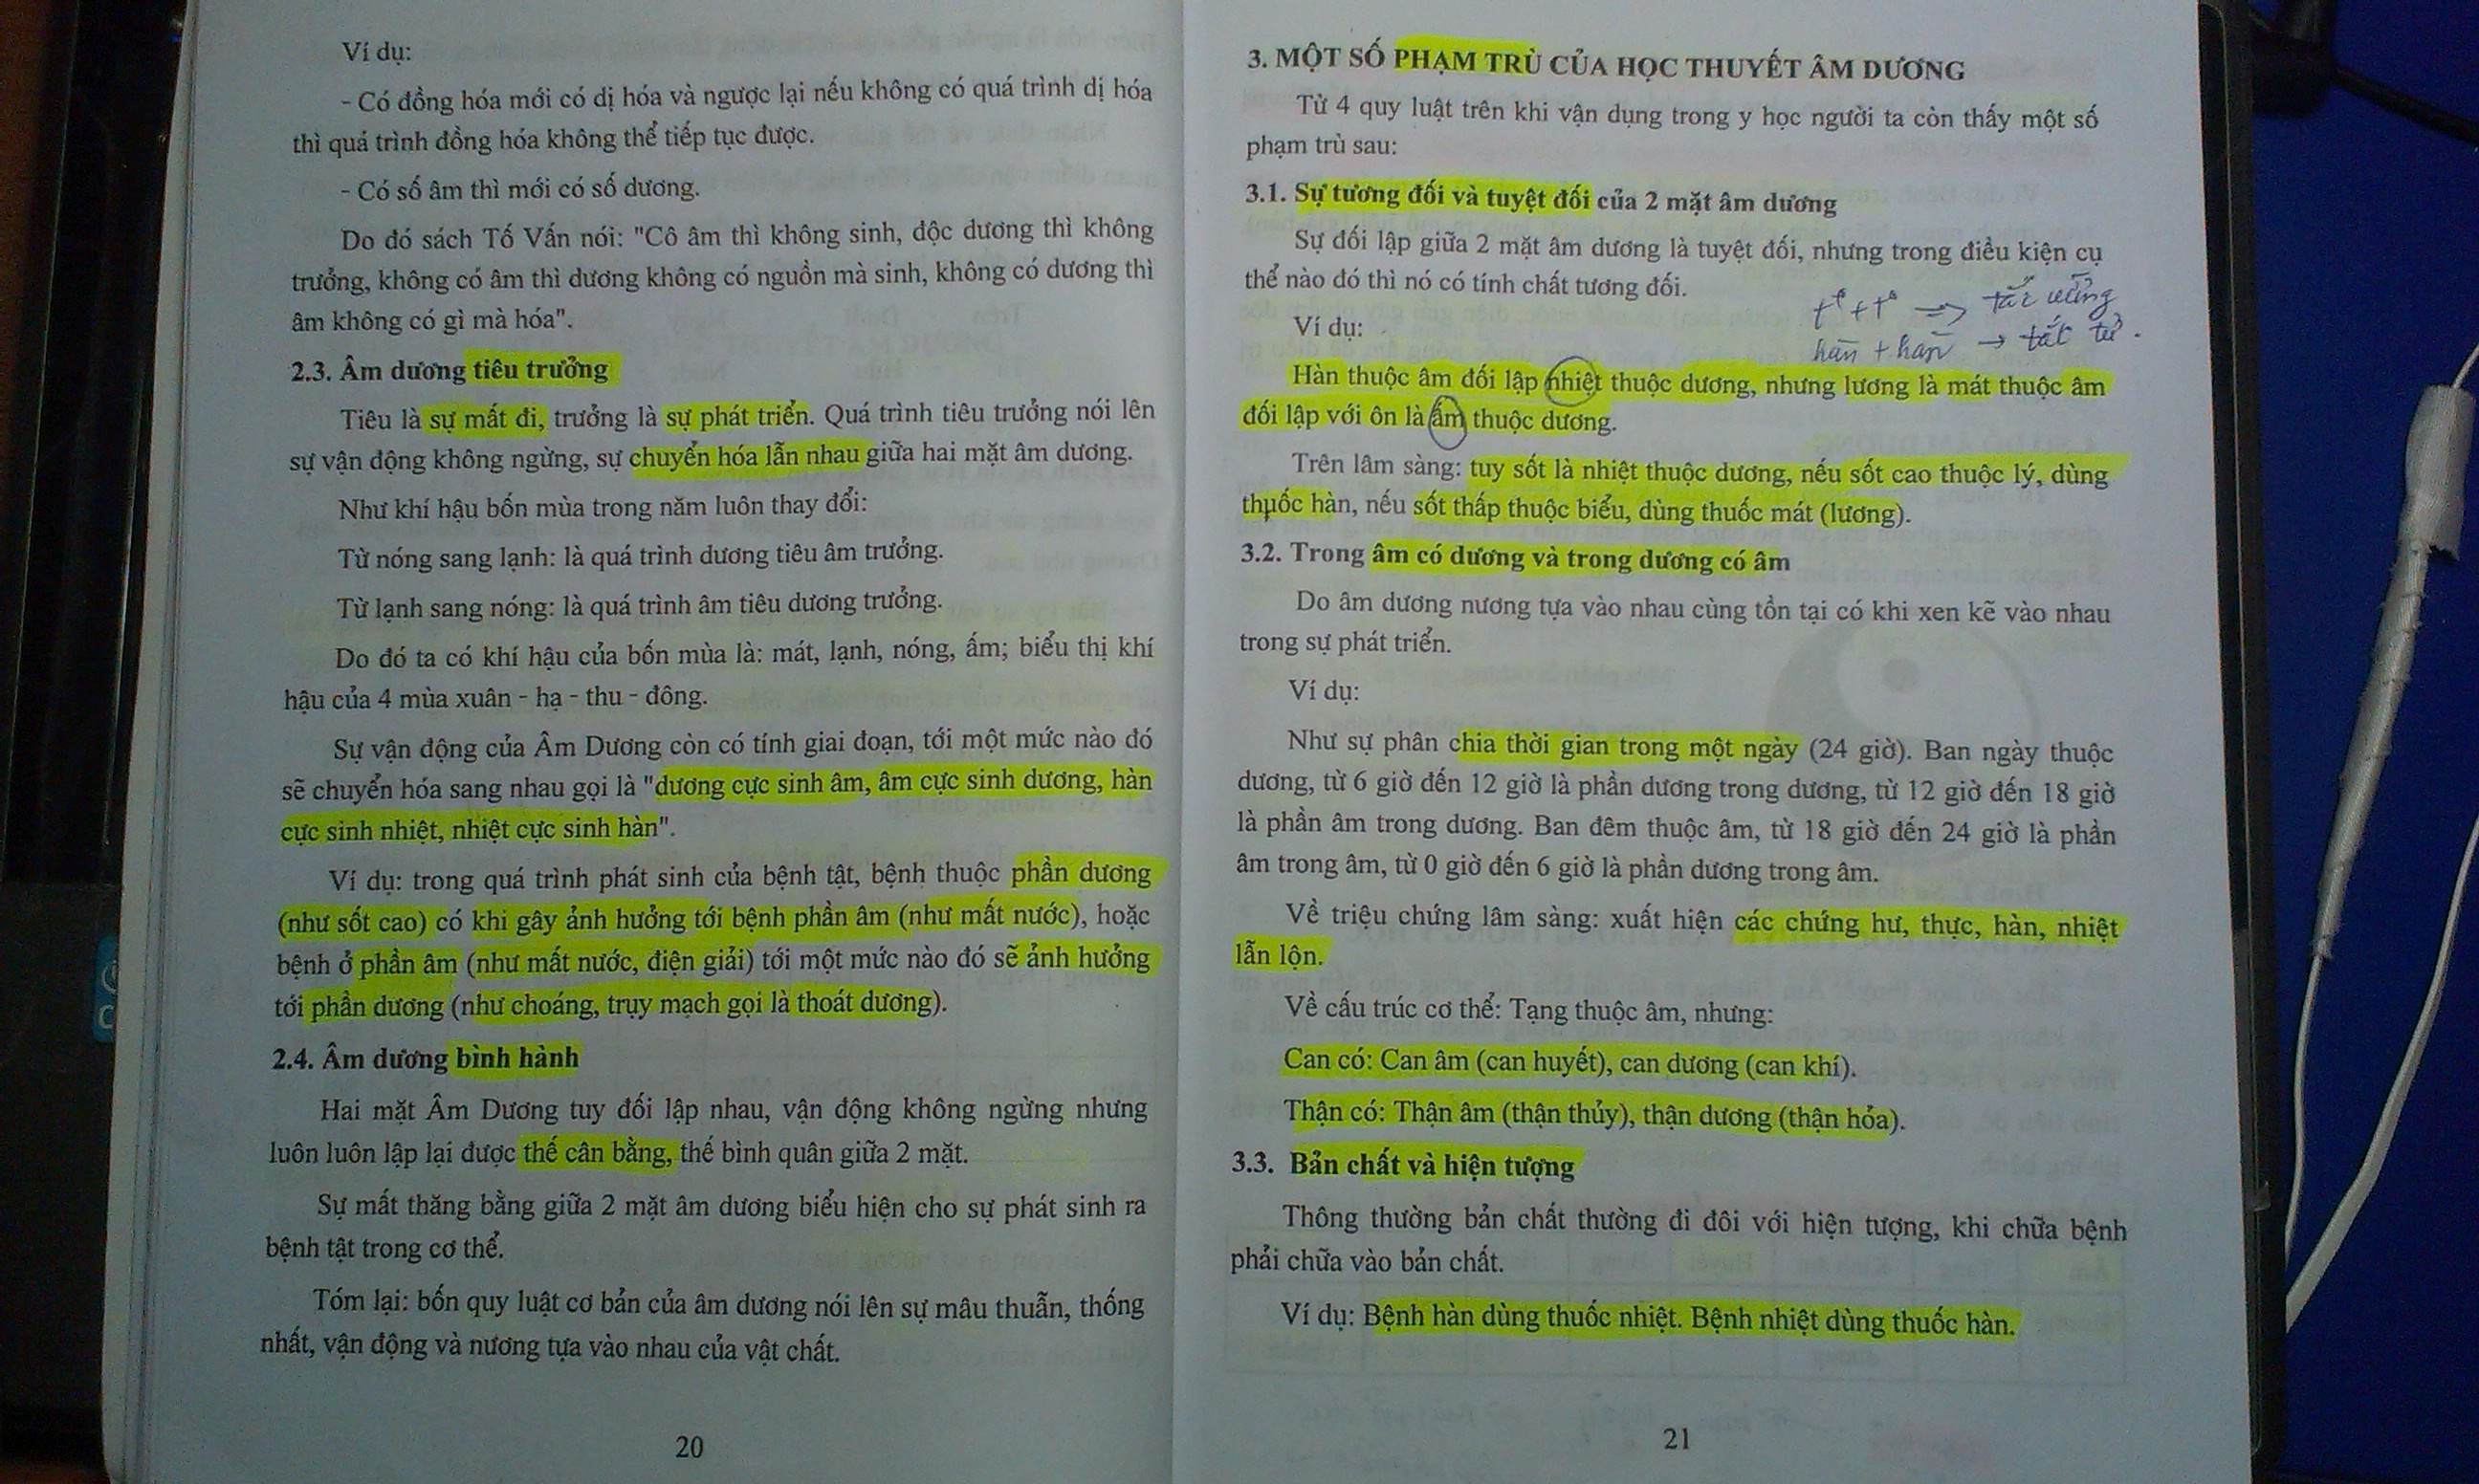 Ví dụ:
- Có đồng hóa mới có dị hóa và ngược lại nếu không có quá trình dị hóa
thì quá trình đồng hóa không thể tiếp tục được.
- Có số âm thì mới có số dương.
Do đó sách Tố Vấn nói: "Cô âm thì không sinh, độc dương thì không
trưởng, không có âm thì dương không có nguồn mà sinh, không có dương thì
âm không có gì mà hóa".
2.3. Âm dương tiêu trưởng
Tiêu là sự mất đi, trưởng là sự phát triển. Quá trình tiêu trưởng nói lên
sự vận động không ngừng, sự chuyển hóa lẫn nhau giữa hai mặt âm dương.
Như khí hậu bốn mùa trong năm luôn thay đổi:
Từ nóng sang lạnh: là quá trình dương tiêu âm trưởng.
Từ lạnh sang nóng: là quá trình âm tiêu dương trưởng.
Do đó ta có khí hậu của bốn mùa là: mát, lạnh, nóng, ấm; biểu thị khí
hậu của 4 mùa xuân - hạ - thu - đông.
Sự vận động của Âm Dương còn có tính giai đoạn, tới một mức nào đó
sẽ chuyển hóa sang nhau gọi là "dương cực sinh âm, âm cực sinh dương, hàn
cực sinh nhiệt, nhiệt cực sinh hàn".
Ví dụ: trong quá trình phát sinh của bệnh tật, bệnh thuộc phần dương
(như sốt cao) có khi gây ảnh hưởng tới bệnh phần âm (như mất nước), hoặc
bệnh ở phần âm (như mất nước, điện giải) tới một mức nào đó sẽ ảnh hưởng
tới phần dương (như choáng, trụy mạch gọi là thoát dương).
2.4. Âm dương bình hành
Hai mặt Âm Dương tuy đối lập nhau, vận động không ngừng nhưng
luôn luôn lập lại được thế cân bằng, thế bình quân giữa 2 mặt.
Sự mất thăng bằng giữa 2 mặt âm dương biểu hiện cho sự phát sinh ra
bệnh tật trong cơ thể.
Tóm lại: bốn quy luật cơ bản của âm dương nói lên sự mâu thuẫn, thống
nhất, vận động và nương tựa vào nhau của vật chất.
20
3. MỘT SỐ PHẠM TRÙ CỦA HỌC THUYẾT ÂM DƯƠNG
Từ 4 quy luật trên khi vận dụng trong y học người ta còn thấy một số
phạm trù sau:
3.1. Sự tương đối và tuyệt đối của 2 mặt âm dương
Sự đối lập giữa 2 mặt âm dương là tuyệt đối, nhưng trong điều kiện cụ
thể nào đó thì nó có tính chất tương đối.
t° + t° => tắc
hàn + hàn → tất tử.
Ví dụ:
Hàn thuộc âm đối lập nhiệt thuộc dương, nhưng lương là mát thuộc âm
đối lập với ôn là ấm thuộc dương.
Trên lâm sàng: tuy sốt là nhiệt thuộc dương, nếu sốt cao thuộc lý, dùng
thuốc hàn, nếu sốt thấp thuộc biểu, dùng thuốc mát (lương).
3.2. Trong âm có dương và trong dương có âm
Do âm dương nương tựa vào nhau cùng tồn tại có khi xen kẽ vào nhau
trong sự phát triển.
Ví dụ:
Như sự phân chia thời gian trong một ngày (24 giờ). Ban ngày thuộc
dương, từ 6 giờ đến 12 giờ là phần dương trong dương, từ 12 giờ đến 18 giờ
là phần âm trong dương. Ban đêm thuộc âm, từ 18 giờ đến 24 giờ là phần
âm trong âm, từ 0 giờ đến 6 giờ là phần dương trong âm.
Về triệu chứng lâm sàng: xuất hiện các chứng hư, thực, hàn, nhiệt
lẫn lộn.
Về cấu trúc cơ thể: Tạng thuộc âm, nhưng:
Can có: Can âm (can huyết), can dương (can khí).
Thận có: Thận âm (thận thủy), thận dương (thận hỏa).
3.3. Bản chất và hiện tượng
Thông thường bản chất thường đi đôi với hiện tượng, khi chữa bệnh
phải chữa vào bản chất.
Ví dụ: Bệnh hàn dùng thuốc nhiệt. Bệnh nhiệt dùng thuốc hàn.
21